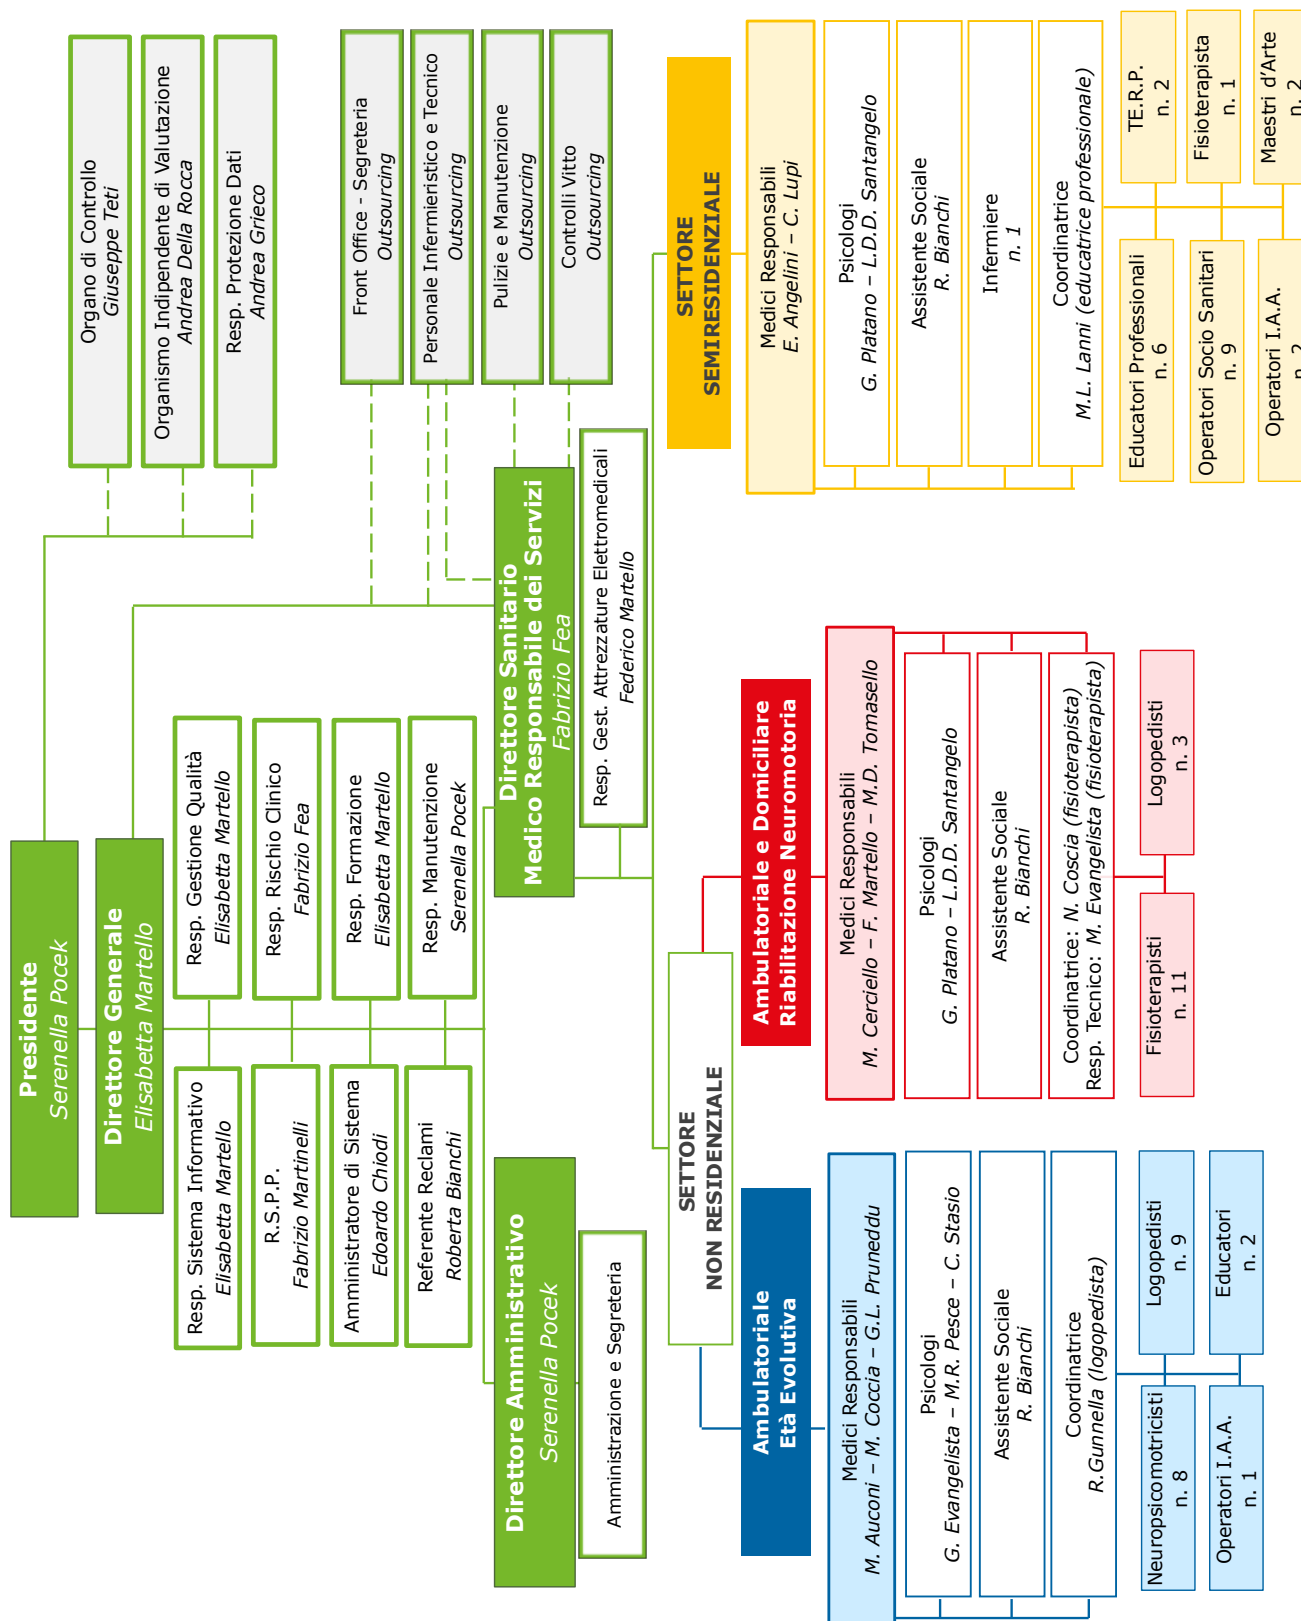 Presidente
Serenella Pocek
Direttore Generale
Elisabetta Martello
Organo di Controllo
Giuseppe Teti
Organismo Indipendente di Valutazione
Andrea Della Rocca
Resp. Protezione Dati
Andrea Grieco
Resp. Sistema Informativo
Elisabetta Martello
Resp. Gestione Qualità
Elisabetta Martello
R.S.P.P.
Fabrizio Martinelli
Resp. Rischio Clinico
Fabrizio Fea
Amministratore di Sistema
Edoardo Chiodi
Resp. Formazione
Elisabetta Martello
Referente Reclami
Roberta Bianchi
Resp. Manutenzione
Serenella Pocek
Front Office - Segreteria
Outsourcing
Personale Infermieristico e Tecnico
Outsourcing
Pulizie e Manutenzione
Outsourcing
Controlli Vitto
Outsourcing
Direttore Amministrativo
Serenella Pocek
Amministrazione e Segreteria
Direttore Sanitario
Medico Responsabile dei Servizi
Fabrizio Fea
Resp. Gest. Attrezzature Elettromedicali
Federico Martello
SETTORE
NON RESIDENZIALE
SETTORE
SEMIRESIDENZIALE
Ambulatoriale
Età Evolutiva
Medici Responsabili
M. Auconi – M. Coccia – G.L. Pruneddu
Psicologi
G. Evangelista – M.R. Pesce – C. Stasio
Assistente Sociale
R. Bianchi
Coordinatrice
R.Gunnella (logopedista)
Neuropsicomotricisti
n. 8
Logopedisti
n. 9
Operatori I.A.A.
n. 1
Educatori
n. 2
Ambulatoriale e Domiciliare
Riabilitazione Neuromotoria
Medici Responsabili
M. Cerciello – F. Martello – M.D. Tomasello
Psicologi
G. Platano – L.D.D. Santangelo
Assistente Sociale
R. Bianchi
Coordinatrice: N. Coscia (fisioterapista)
Resp. Tecnico: M. Evangelista (fisioterapista)
Fisioterapisti
n. 11
Logopedisti
n. 3
Medici Responsabili
E. Angelini – C. Lupi
Psicologi
G. Platano – L.D.D. Santangelo
Assistente Sociale
R. Bianchi
Infermiere
n. 1
Coordinatrice
M.L. Lanni (educatrice professionale)
Educatori Professionali
n. 6
TE.R.P.
n. 2
Operatori Socio Sanitari
n. 9
Fisioterapista
n. 1
Operatori I.A.A.
n. 2
Maestri d'Arte
n. 2